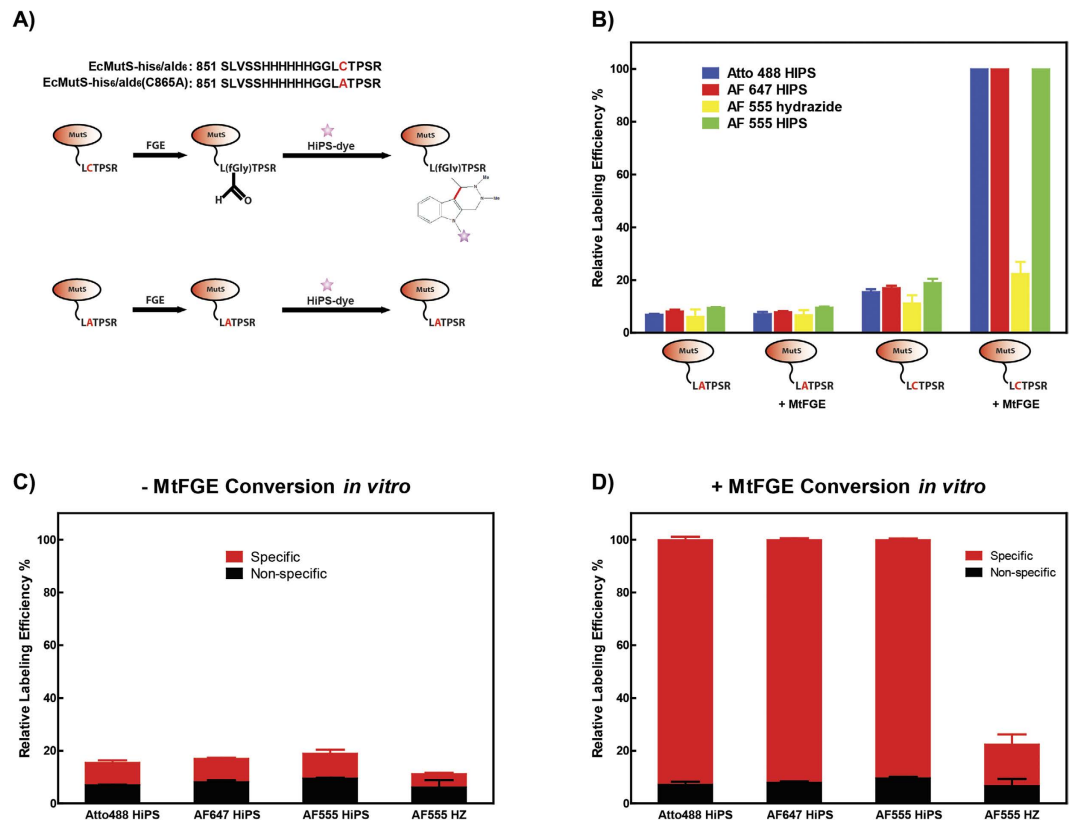 A)
EcMutS-his₆/ald₆: 851 SLVSSHHHHHHGGLCTPSR
EcMutS-his₆/ald₆(C865A): 851 SLVSSHHHHHHGGLATPSR
MutS
LCTPSR
FGE
MutS
L(fGly)TPSR
H
O
HiPS-dye
MutS
L(fGly)TPSR
Me
N
N
Me
N
MutS
LATPSR
FGE
MutS
LATPSR
HiPS-dye
MutS
LATPSR
B)
Relative Labeling Efficiency %
100
80
60
40
20
0
Atto 488 HIPS
AF 647 HIPS
AF 555 hydrazide
AF 555 HIPS
MutS
LATPSR
MutS
LATPSR
+ MtFGE
MutS
LCTPSR
MutS
LCTPSR
+ MtFGE
C)
- MtFGE Conversion in vitro
Relative Labeling Efficiency %
100
80
60
40
20
0
Specific
Non-specific
Atto488 HiPS
AF647 HiPS
AF555 HiPS
AF555 HZ
D)
+ MtFGE Conversion in vitro
Relative Labeling Efficiency %
100
80
60
40
20
0
Specific
Non-specific
Atto488 HiPS
AF647 HiPS
AF555 HiPS
AF555 HZ